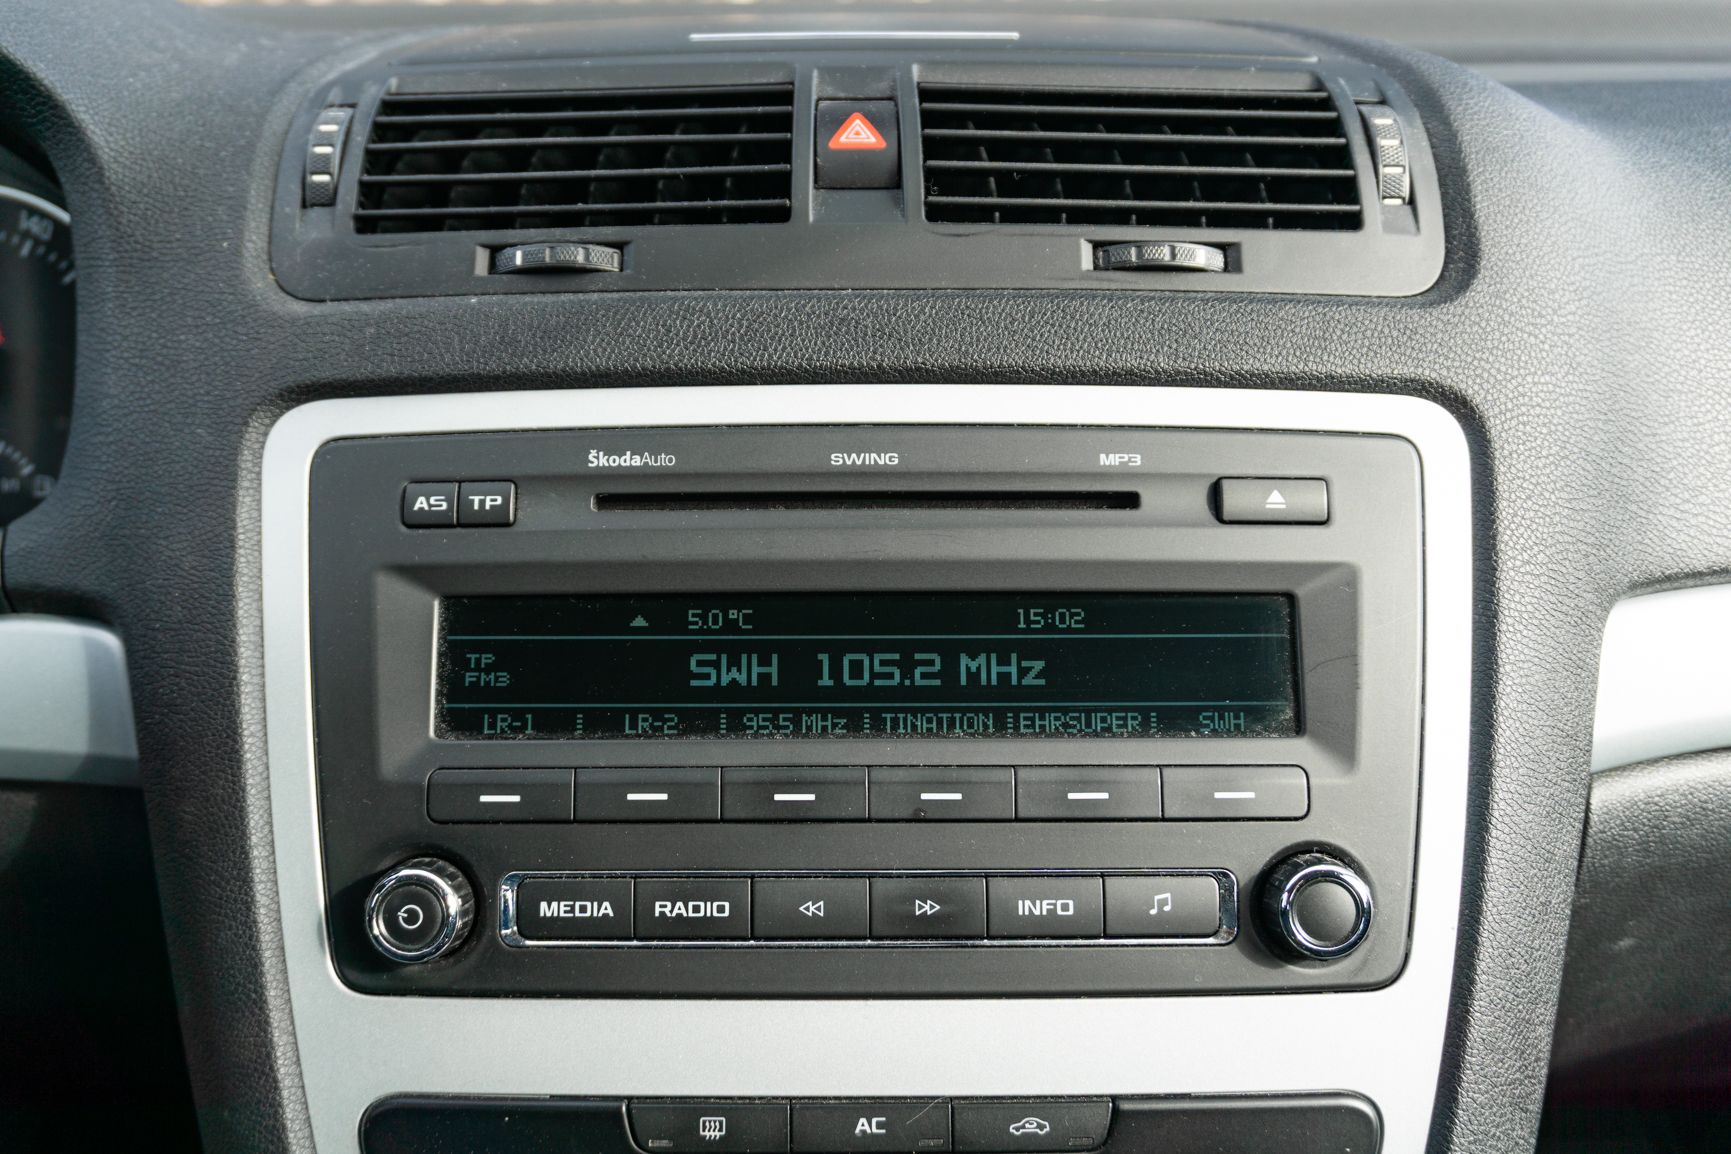 140
ŠkodaAuto SWING MP3
AS TP
5.0°C 15:02
TP
FM3
SWH 105.2 MHz
LR-1 LR-2 95.5 MHz TINATION EHRSUPER SWH
MEDIA RADIO INFO
AC